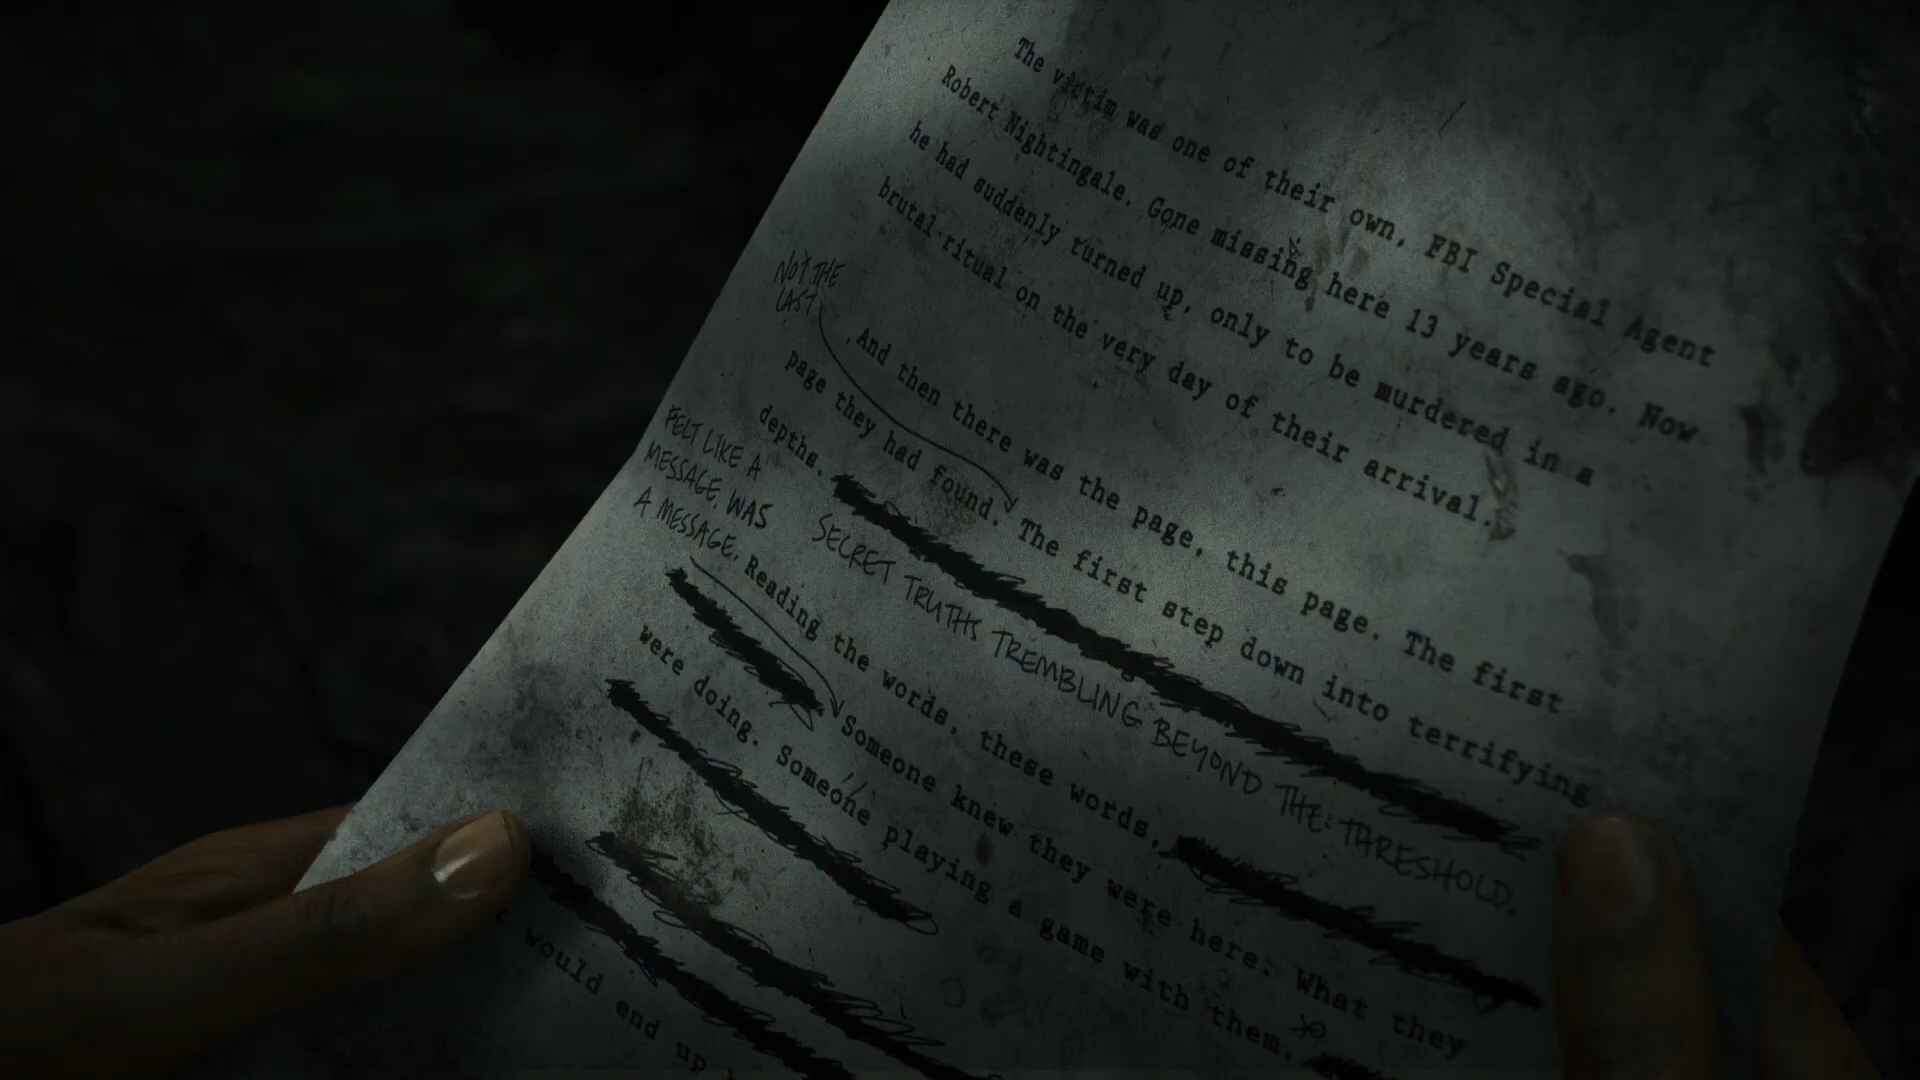 The victim was one of their own, FBI Special Agent
Robert Nightingale. Gone missing here 13 years ago. Now
he had suddenly turned up, only to be murdered in a
brutal ritual on the very day of their arrival.
NOT THE
LAST
, And then there was the page, this page. The first
page they had found. The first step down into terrifying
depths.
SECRET TRUTHS TREMBLING BEYOND THE THRESHOLD.
FELT LIKE A
MESSAGE, WAS
A MESSAGE.
Reading the words, these words,
Someone knew they were here. What they
were doing. Someone playing a game with them.
would end up